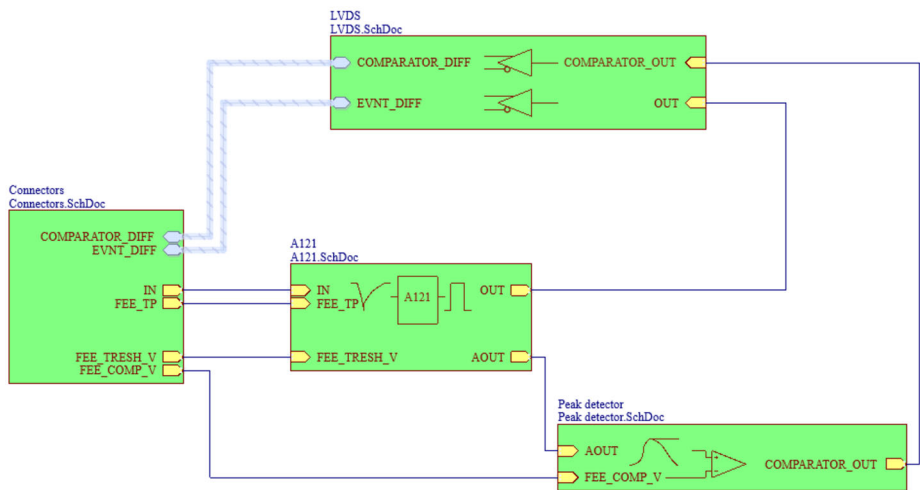 LVDS
LVDS.SchDoc
COMPARATOR_DIFF
COMPARATOR_OUT
EVNT_DIFF
OUT
Connectors
Connectors.SchDoc
COMPARATOR_DIFF
EVNT_DIFF
IN
FEE_TP
FEE_TRESH_V
FEE_COMP_V
A121
A121.SchDoc
IN
FEE_TP
A121
OUT
FEE_TRESH_V
AOUT
Peak detector
Peak detector.SchDoc
AOUT
FEE_COMP_V
+
-
COMPARATOR_OUT